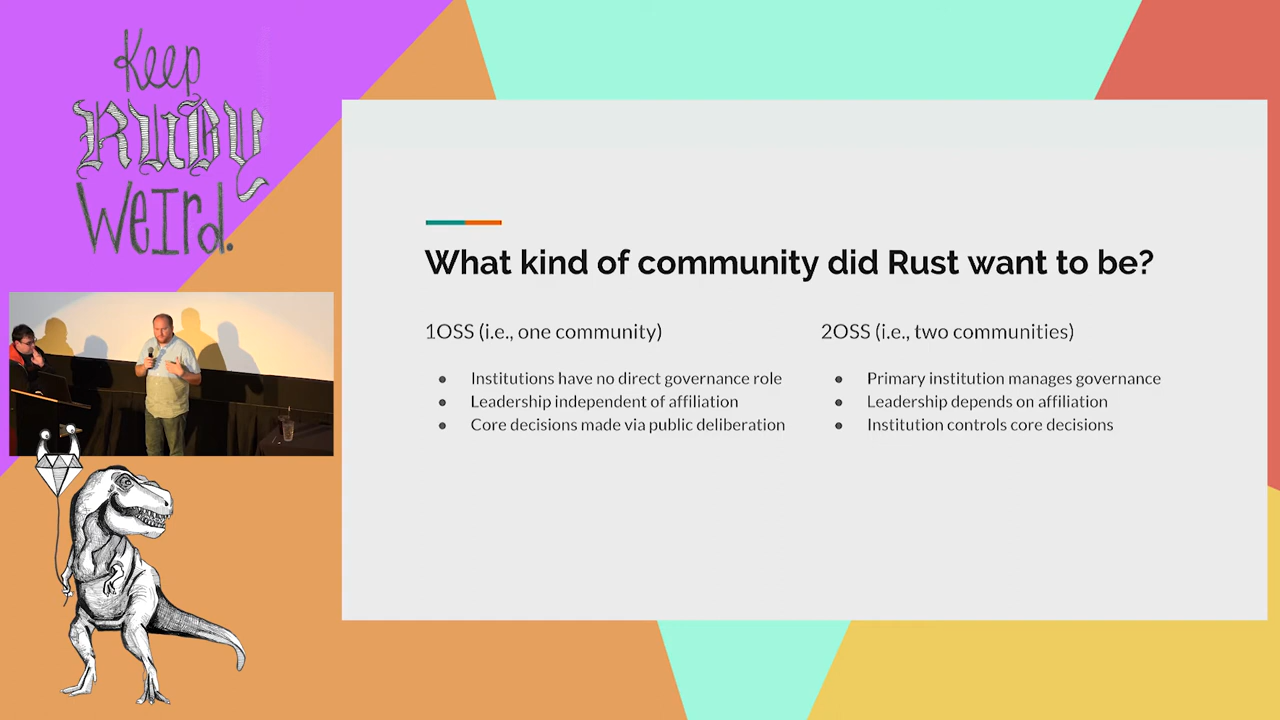 Keep
RUBY
Weird.
What kind of community did Rust want to be?
1OSS (i.e., one community)
● Institutions have no direct governance role
● Leadership independent of affiliation
● Core decisions made via public deliberation
2OSS (i.e., two communities)
● Primary institution manages governance
● Leadership depends on affiliation
● Institution controls core decisions